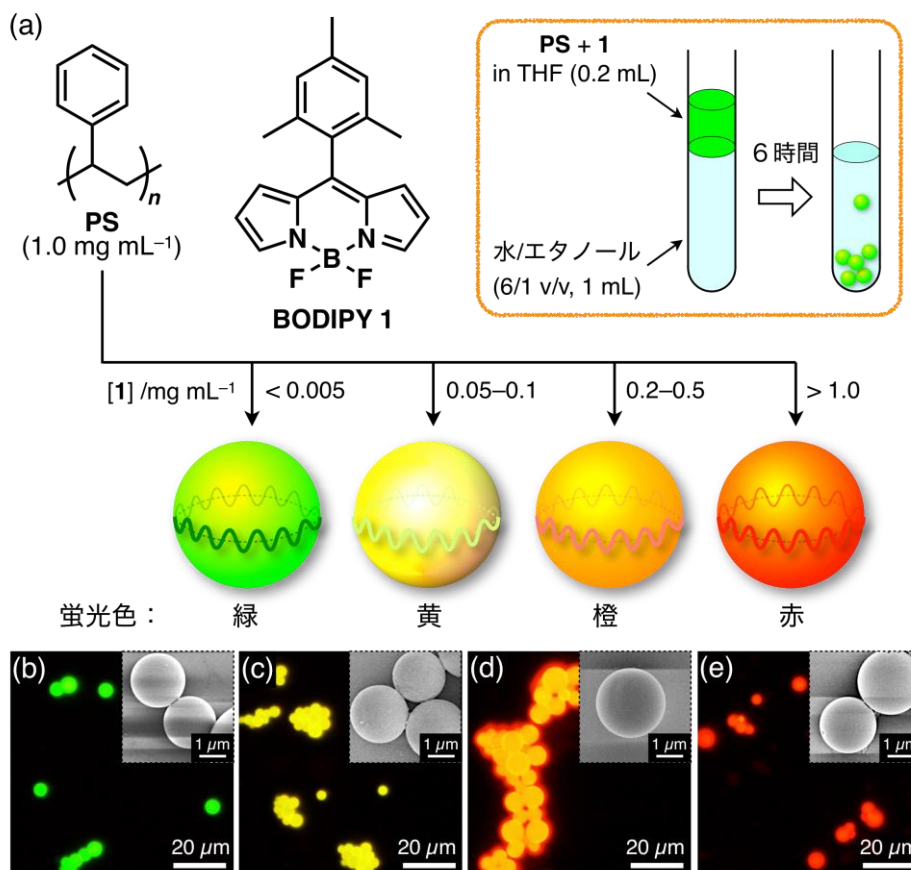 (a)
PS
(1.0 mg mL⁻¹)
n
BODIPY 1
N
N
B
F
F
PS + 1
in THF (0.2 mL)
水/エタノール
(6/1 v/v, 1 mL)
6 時間
[1] /mg mL⁻¹
< 0.005
0.05–0.1
0.2–0.5
> 1.0
蛍光色:
緑
黄
橙
赤
(b)
1 µm
20 µm
(c)
1 µm
20 µm
(d)
1 µm
20 µm
(e)
1 µm
20 µm